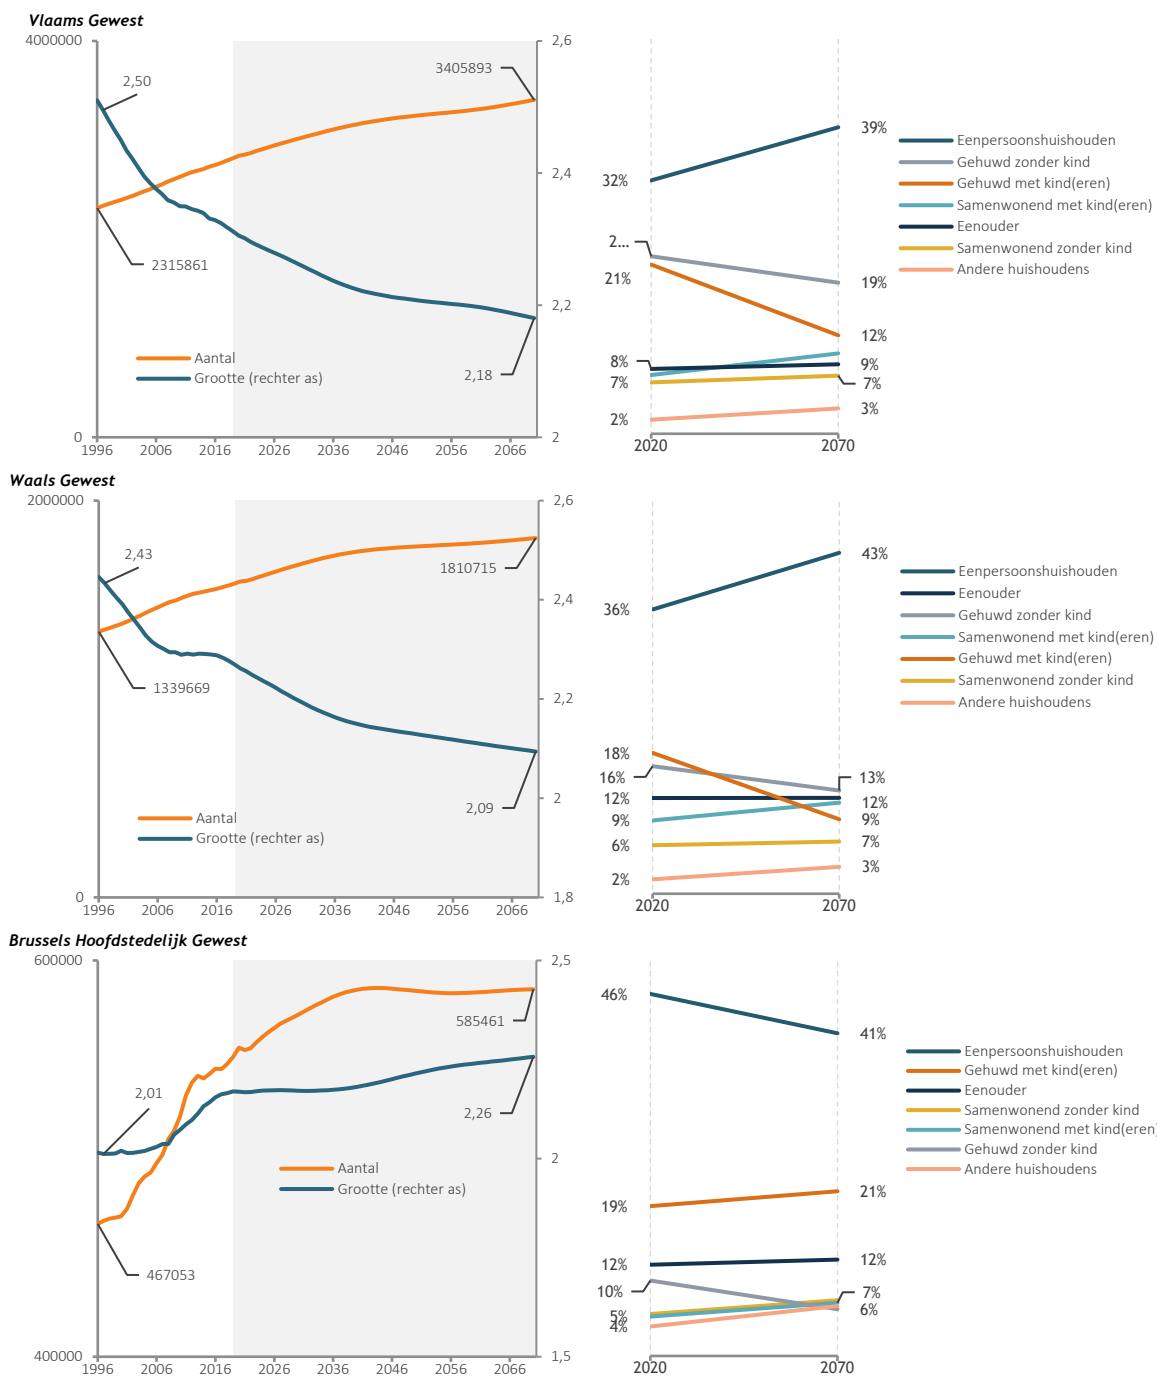 Vlaams Gewest
4000000
2,6
2,50
3405893
2,4
2315861
2,2
Aantal
Grootte (rechter as)
2,18
0
2
1996 2006 2016 2026 2036 2046 2056 2066
39%
32%
2...
21%
19%
12%
8%
9%
7%
7%
3%
2%
2020 2070
Eenpersoonshuishouden
Gehuwd zonder kind
Gehuwd met kind(eren)
Samenwonend met kind(eren)
Eenouder
Samenwonend zonder kind
Andere huishoudens
Waals Gewest
2000000
2,6
2,43
1810715
2,4
1339669
2,2
2,09
2
Aantal
Grootte (rechter as)
0
1,8
1996 2006 2016 2026 2036 2046 2056 2066
43%
36%
18%
16%
13%
12%
12%
9%
9%
6%
7%
3%
2%
2020 2070
Eenpersoonshuishouden
Eenouder
Gehuwd zonder kind
Samenwonend met kind(eren)
Gehuwd met kind(eren)
Samenwonend zonder kind
Andere huishoudens
Brussels Hoofdstedelijk Gewest
600000
2,5
585461
2,01
2,26
2
Aantal
Grootte (rechter as)
467053
400000
1,5
1996 2006 2016 2026 2036 2046 2056 2066
46%
41%
19%
21%
12%
12%
10%
7%
6%
5%
4%
2020 2070
Eenpersoonshuishouden
Gehuwd met kind(eren)
Eenouder
Samenwonend zonder kind
Samenwonend met kind(eren)
Gehuwd zonder kind
Andere huishoudens